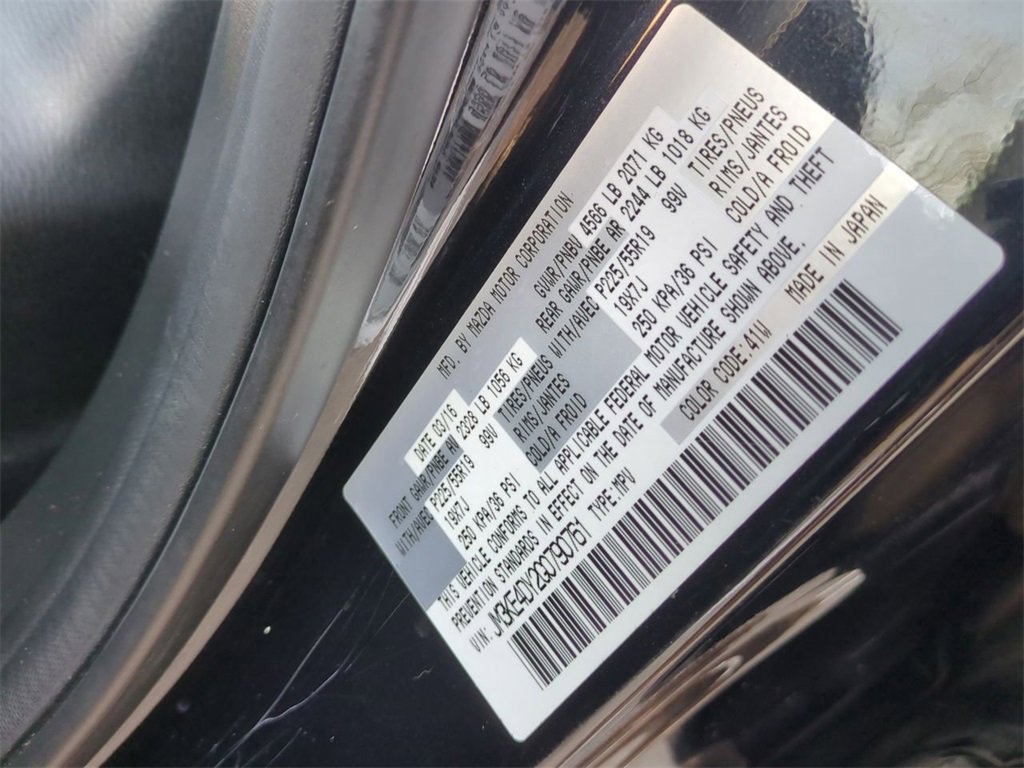 MFD. BY MAZDA MOTOR CORPORATION
DATE 03/16 GVWR/PNBV 4566 LB 2071 KG
FRONT GAWR/PNBE AV 2328 LB 1056 KG REAR GAWR/PNBE AR 2244 LB 1018 KG
WITH/AVEC P225/55R19 99V TIRES/PNEUS WITH/AVEC P225/55R19 99V TIRES/PNEUS
19X7J RIMS/JANTES 19X7J RIMS/JANTES
250 KPA/36 PSI COLD/A FROID 250 KPA/36 PSI COLD/A FROID
THIS VEHICLE CONFORMS TO ALL APPLICABLE FEDERAL MOTOR VEHICLE SAFETY AND THEFT
PREVENTION STANDARDS IN EFFECT ON THE DATE OF MANUFACTURE SHOWN ABOVE.
VIN: JM3KE4DY2G0790761 TYPE:MPV COLOR CODE:41W MADE IN JAPAN